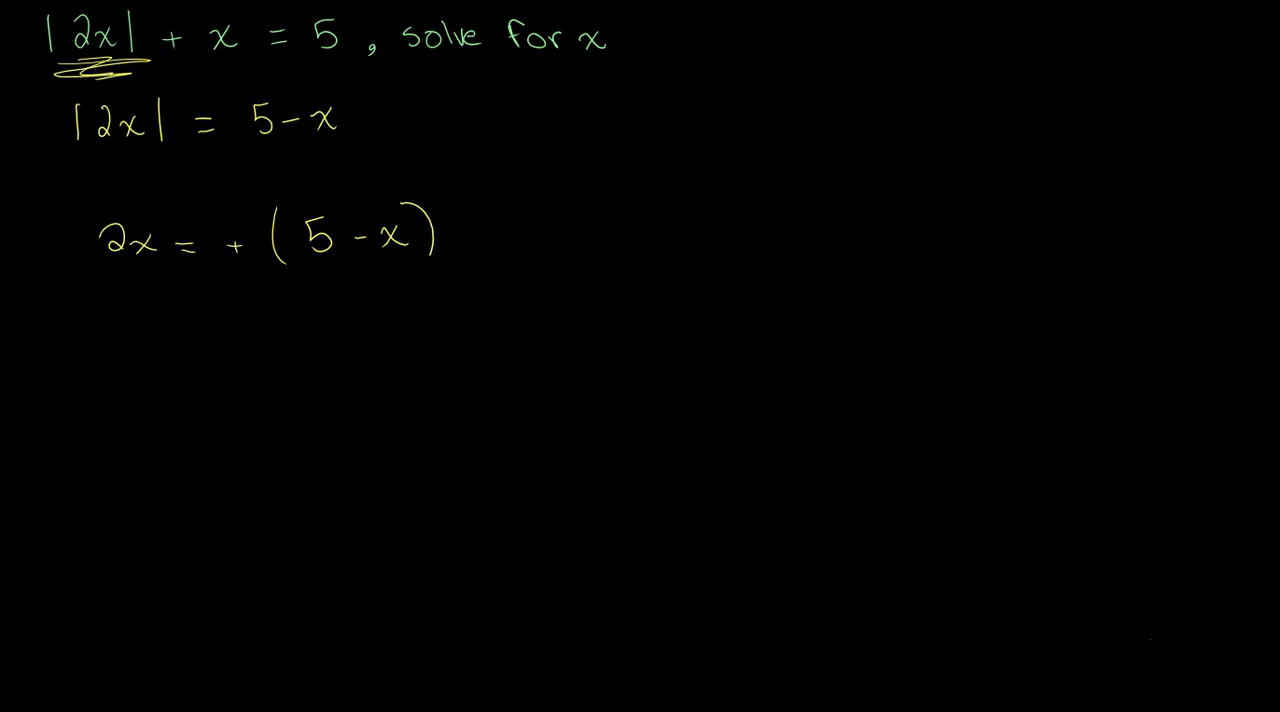 |2x| + x = 5, solve for x
|2x| = 5 - x
2x = + (5 - x)